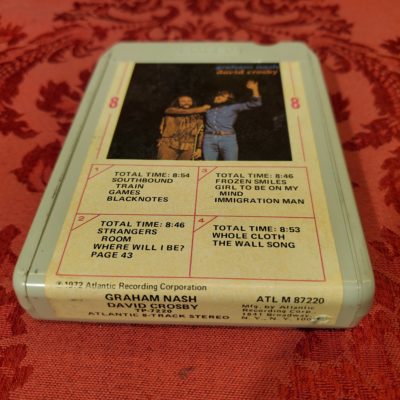 graham nash
david crosby
8
8
1
TOTAL TIME: 8:54
SOUTHBOUND
TRAIN
GAMES
BLACKNOTES
3
TOTAL TIME: 8:46
FROZEN SMILES
GIRL TO BE ON MY
MIND
IMMIGRATION MAN
2
TOTAL TIME: 8:46
STRANGERS
ROOM
WHERE WILL I BE?
PAGE 43
4
TOTAL TIME: 8:53
WHOLE CLOTH
THE WALL SONG
℗ 1972 Atlantic Recording Corporation
GRAHAM NASH
DAVID CROSBY
TP-7220
ATLANTIC 8-TRACK STEREO
ATL M 87220
Mfg. by Atlantic
Recording Corp.
1841 Broadway,
N. Y., N.Y.